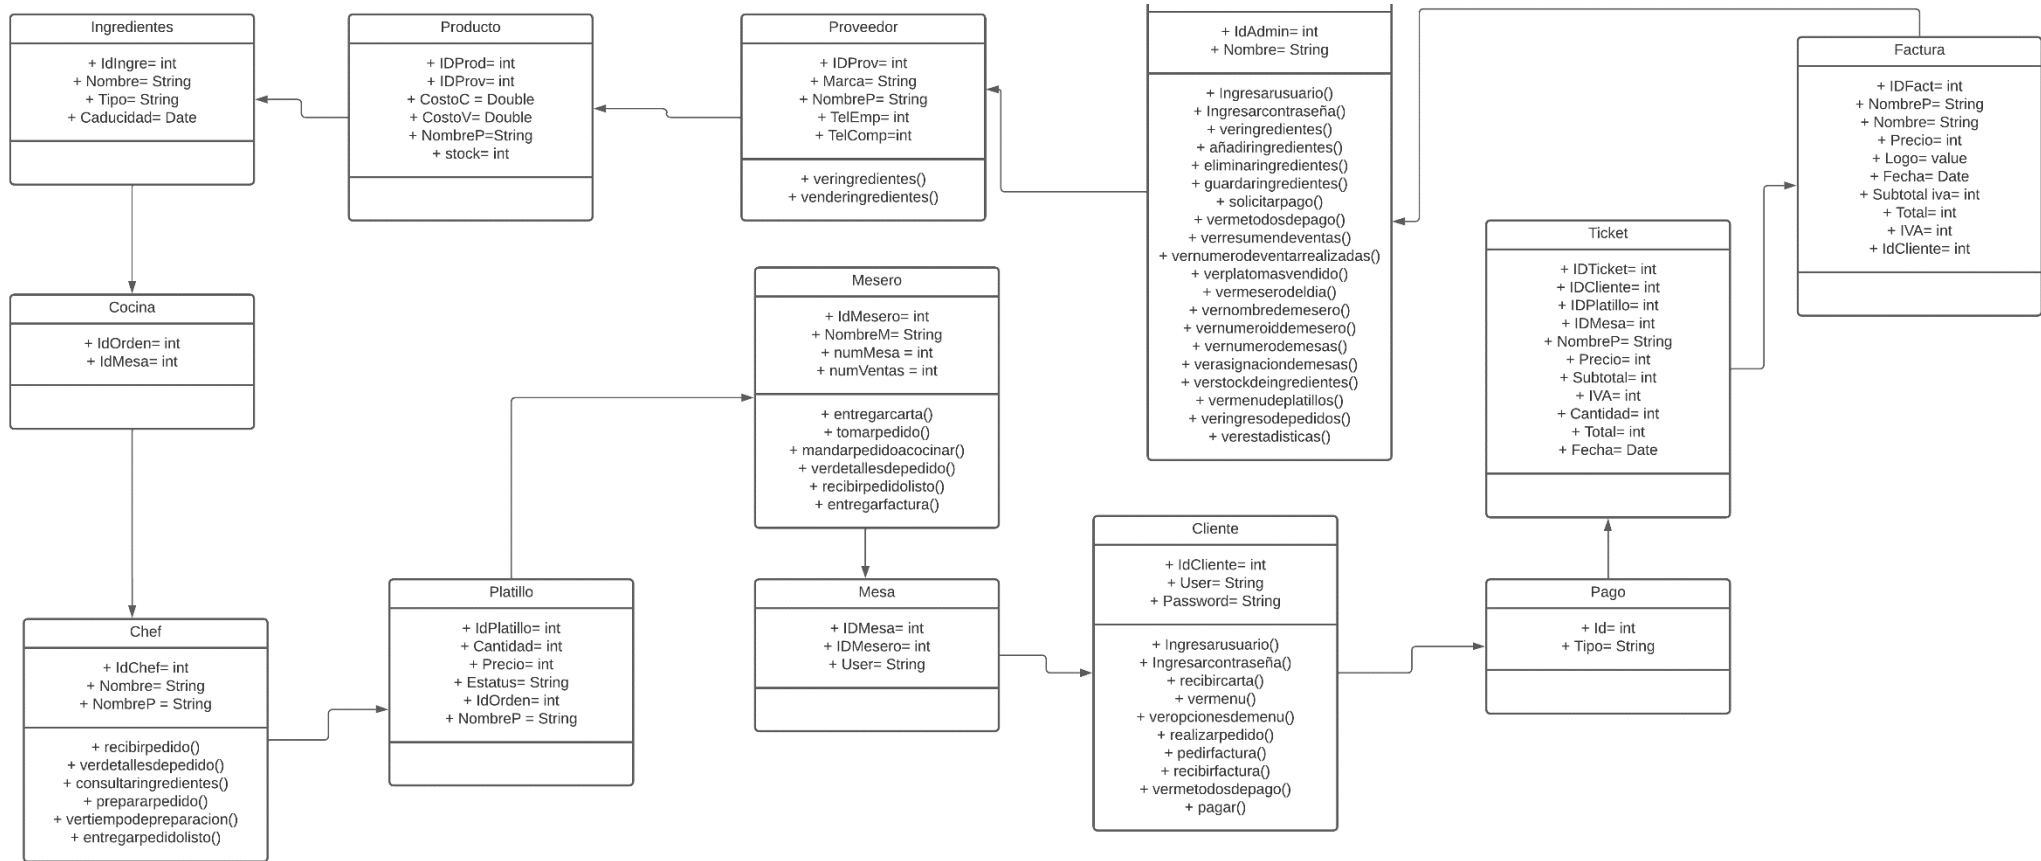 Ingredientes
+ IdIngre= int
+ Nombre= String
+ Tipo= String
+ Caducidad= Date
Producto
+ IDProd= int
+ IDProv= int
+ CostoC = Double
+ CostoV= Double
+ NombreP=String
+ stock= int
Proveedor
+ IDProv= int
+ Marca= String
+ NombreP= String
+ TelEmp= int
+ TelComp=int
+ veringredientes()
+ venderingredientes()
+ IdAdmin= int
+ Nombre= String
+ Ingresarusuario()
+ Ingresarcontraseña()
+ veringredientes()
+ añadiringredientes()
+ eliminaringredientes()
+ guardaringredientes()
+ solicitarpago()
+ vermetodosdepago()
+ verresumendeventas()
+ vernumerodeventarrealizadas()
+ verplatomasvendido()
+ vermeserodeldia()
+ vernombredemesero()
+ vernumeroiddemesero()
+ vernumerodemesas()
+ verasignaciondemesas()
+ verstockdeingredientes()
+ vermenudeplatillos()
+ veringresodepedidos()
+ verestadisticas()
Factura
+ IDFact= int
+ NombreP= String
+ Nombre= String
+ Precio= int
+ Logo= value
+ Fecha= Date
+ Subtotal iva= int
+ Total= int
+ IVA= int
+ IdCliente= int
Ticket
+ IDTicket= int
+ IDCliente= int
+ IDPlatillo= int
+ IDMesa= int
+ NombreP= String
+ Precio= int
+ Subtotal= int
+ IVA= int
+ Cantidad= int
+ Total= int
+ Fecha= Date
Cocina
+ IdOrden= int
+ IdMesa= int
Mesero
+ IdMesero= int
+ NombreM= String
+ numMesa = int
+ numVentas = int
+ entregarcarta()
+ tomarpedido()
+ mandarpedidoacocinar()
+ verdetallesdepedido()
+ recibirpedidolisto()
+ entregarfactura()
Chef
+ IdChef= int
+ Nombre= String
+ NombreP = String
+ recibirpedido()
+ verdetallesdepedido()
+ consultaringredientes()
+ prepararpedido()
+ vertiempodepreparacion()
+ entregarpedidolisto()
Platillo
+ IdPlatillo= int
+ Cantidad= int
+ Precio= int
+ Estatus= String
+ IdOrden= int
+ NombreP = String
Mesa
+ IDMesa= int
+ IDMesero= int
+ User= String
Cliente
+ IdCliente= int
+ User= String
+ Password= String
+ Ingresarusuario()
+ Ingresarcontraseña()
+ recibircarta()
+ vermenu()
+ veropcionesdemenu()
+ realizarpedido()
+ pedirfactura()
+ recibirfactura()
+ vermetodosdepago()
+ pagar()
Pago
+ Id= int
+ Tipo= String